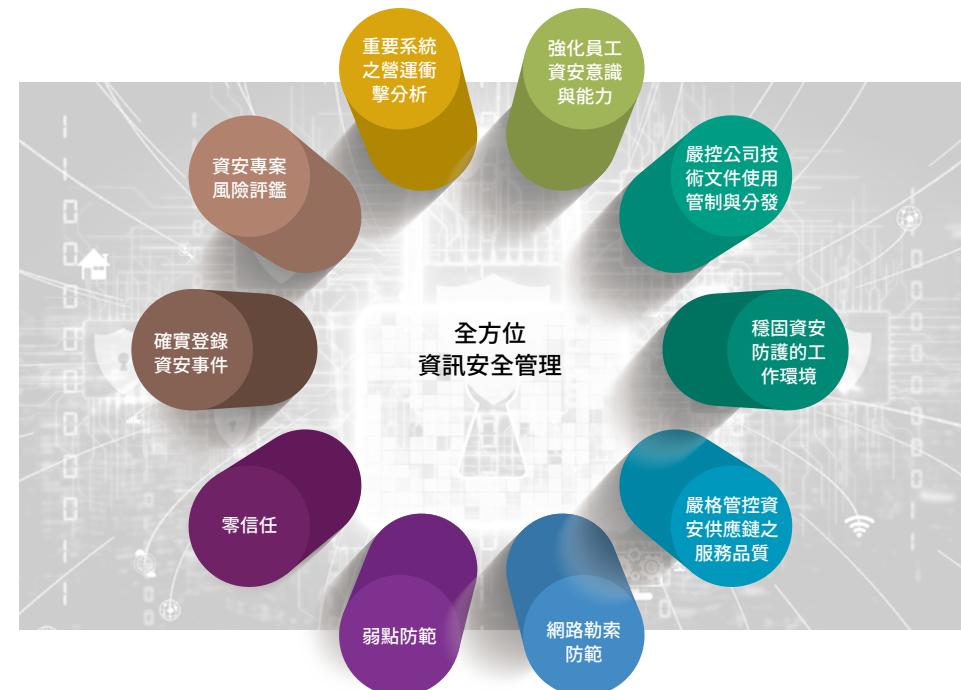 全方位
資訊安全管理
重要系統
之營運衝
擊分析
強化員工
資安意識
與能力
嚴控公司技
術文件使用
管制與分發
穩固資安
防護的工
作環境
嚴格管控資
安供應鏈之
服務品質
網路勒索
防範
弱點防範
零信任
確實登錄
資安事件
資安專案
風險評鑑